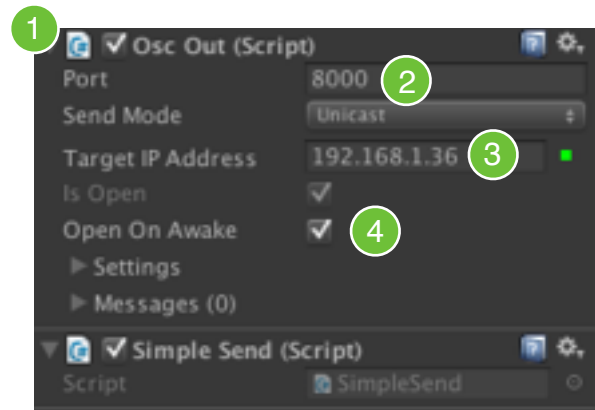 1
Osc Out (Script)
Port 8000 2
Send Mode Unicast
Target IP Address 192.168.1.36 3
Is Open
Open On Awake 4
Settings
Messages (0)
Simple Send (Script)
Script SimpleSend